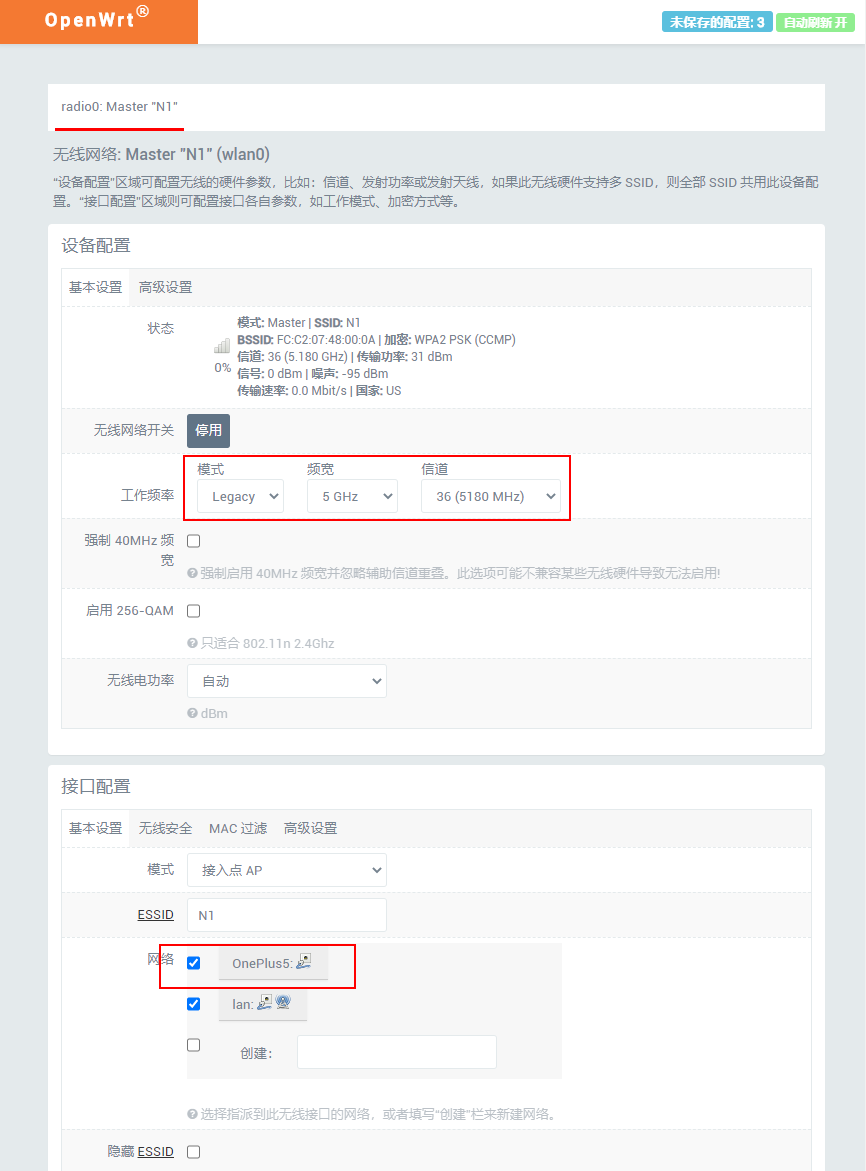 OpenWrt®
未保存的配置: 3 自动刷新 开
radio0: Master "N1"
无线网络: Master "N1" (wlan0)
"设备配置"区域可配置无线的硬件参数，比如：信道、发射功率或发射天线，如果此无线硬件支持多 SSID，则全部 SSID 共用此设备配
置。"接口配置"区域则可配置接口各自参数，如工作模式、加密方式等。
设备配置
基本设置 高级设置
状态
0%
模式: Master | SSID: N1
BSSID: FC:C2:07:48:00:0A | 加密: WPA2 PSK (CCMP)
信道: 36 (5.180 GHz) | 传输功率: 31 dBm
信号: 0 dBm | 噪声: -95 dBm
传输速率: 0.0 Mbit/s | 国家: US
无线网络开关 停用
工作频率
模式 频宽 信道
Legacy 5 GHz 36 (5180 MHz)
强制 40MHz 频
宽
强制启用 40MHz 频宽并忽略辅助信道重叠。此选项可能不兼容某些无线硬件导致无法启用!
启用 256-QAM
只适合 802.11n 2.4Ghz
无线电功率 自动
dBm
接口配置
基本设置 无线安全 MAC 过滤 高级设置
模式 接入点 AP
ESSID N1
网络 OnePlus5:
lan:
创建：
选择指派到此无线接口的网络，或者填写"创建"栏来新建网络。
隐藏 ESSID